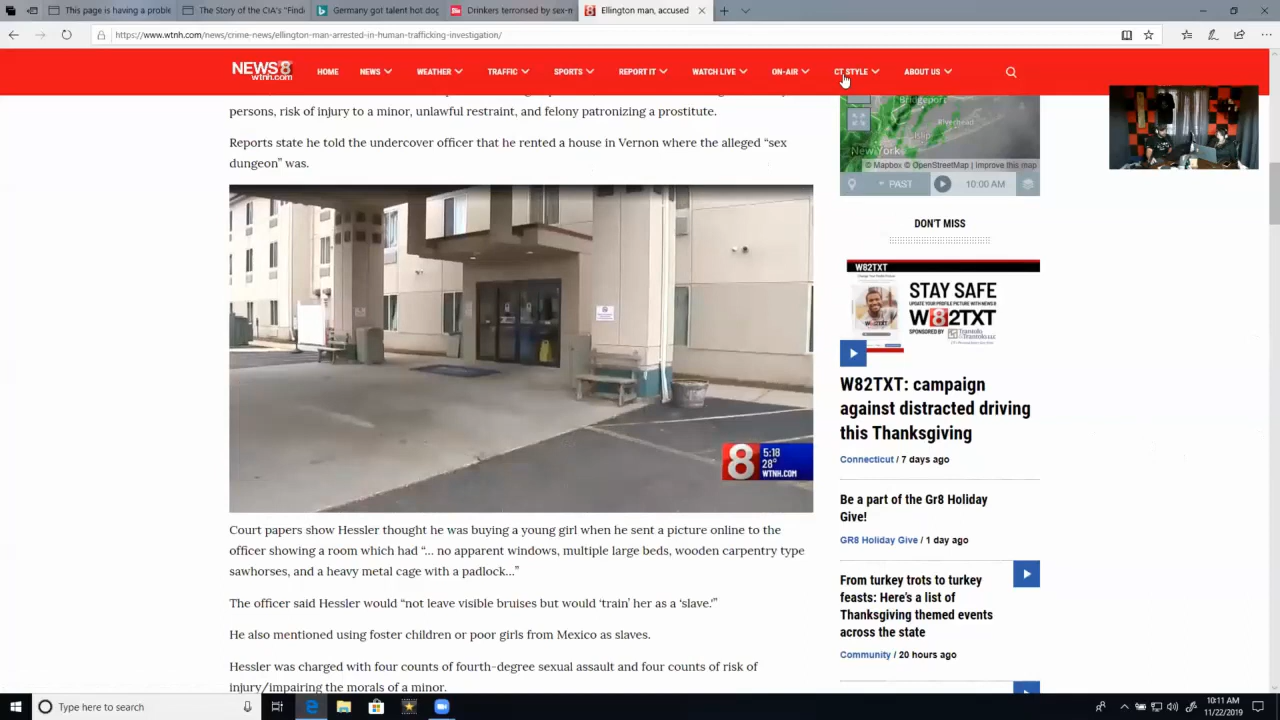 This page is having a proble
The Story of the CIA's "Finde
Germany got talent hot dog
Drinkers terrorised by sex-m
Ellington man, accused
https://www.wtnh.com/news/crime-news/ellington-man-arrested-in-human-trafficking-investigation/
NEWS 8
wtnh.com
HOME
NEWS
WEATHER
TRAFFIC
SPORTS
REPORT IT
WATCH LIVE
ON-AIR
CT STYLE
ABOUT US
persons, risk of injury to a minor, unlawful restraint, and felony patronizing a prostitute.
Reports state he told the undercover officer that he rented a house in Vernon where the alleged “sex
dungeon” was.
8
5:18
28°
WTNH.COM
Court papers show Hessler thought he was buying a young girl when he sent a picture online to the
officer showing a room which had “… no apparent windows, multiple large beds, wooden carpentry type
sawhorses, and a heavy metal cage with a padlock…”
The officer said Hessler would “not leave visible bruises but would ‘train’ her as a ‘slave.’”
He also mentioned using foster children or poor girls from Mexico as slaves.
Hessler was charged with four counts of fourth-degree sexual assault and four counts of risk of
injury/impairing the morals of a minor.
Bridgeport
Riverhead
Islip
New York
© Mapbox © OpenStreetMap | Improve this map
PAST
10:00 AM
DON'T MISS
W82TXT
STAY SAFE
UPDATE YOUR PROFILE PICTURE WITH NEWS 8
W82TXT
SPONSORED BY
W82TXT: campaign
against distracted driving
this Thanksgiving
Connecticut / 7 days ago
Be a part of the Gr8 Holiday
Give!
GR8 Holiday Give / 1 day ago
From turkey trots to turkey
feasts: Here’s a list of
Thanksgiving themed events
across the state
Community / 20 hours ago
Type here to search
10:11 AM
11/22/2019